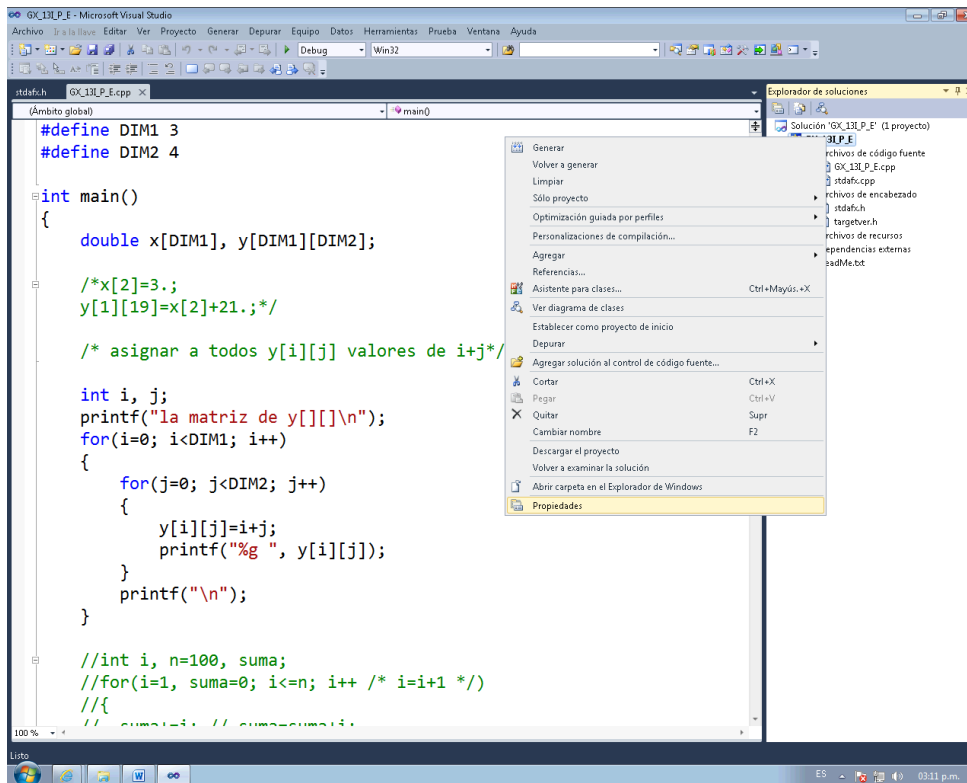 GX_13I_P_E - Microsoft Visual Studio
Archivo Ir a la llave Editar Ver Proyecto Generar Depurar Equipo Datos Herramientas Prueba Ventana Ayuda
Debug Win32
stdafx.h GX_13I_P_E.cpp
(Ámbito global) main()
#define DIM1 3
#define DIM2 4
int main()
{
double x[DIM1], y[DIM1][DIM2];
/*x[2]=3.;
y[1][19]=x[2]+21.;*/
/* asignar a todos y[i][j] valores de i+j*/
int i, j;
printf("la matriz de y[][]\n");
for(i=0; i<DIM1; i++)
{
for(j=0; j<DIM2; j++)
{
y[i][j]=i+j;
printf("%g ", y[i][j]);
}
printf("\n");
}
//int i, n=100, suma;
//for(i=1, suma=0; i<=n; i++ /* i=i+1 */)
//{
// suma+=i; // suma=suma+i;
100 %
Generar
Volver a generar
Limpiar
Sólo proyecto
Optimización guiada por perfiles
Personalizaciones de compilación...
Agregar
Referencias...
Asistente para clases... Ctrl+Mayús.+X
Ver diagrama de clases
Establecer como proyecto de inicio
Depurar
Agregar solución al control de código fuente...
Cortar Ctrl+X
Pegar Ctrl+V
Quitar Supr
Cambiar nombre F2
Descargar el proyecto
Volver a examinar la solución
Abrir carpeta en el Explorador de Windows
Propiedades
Explorador de soluciones
Solución 'GX_13I_P_E' (1 proyecto)
GX_13I_P_E
rchivos de código fuente
GX_13I_P_E.cpp
stdafx.cpp
rchivos de encabezado
stdafx.h
targetver.h
rchivos de recursos
ependencias externas
eadMe.txt
Listo
ES 03:11 p.m.